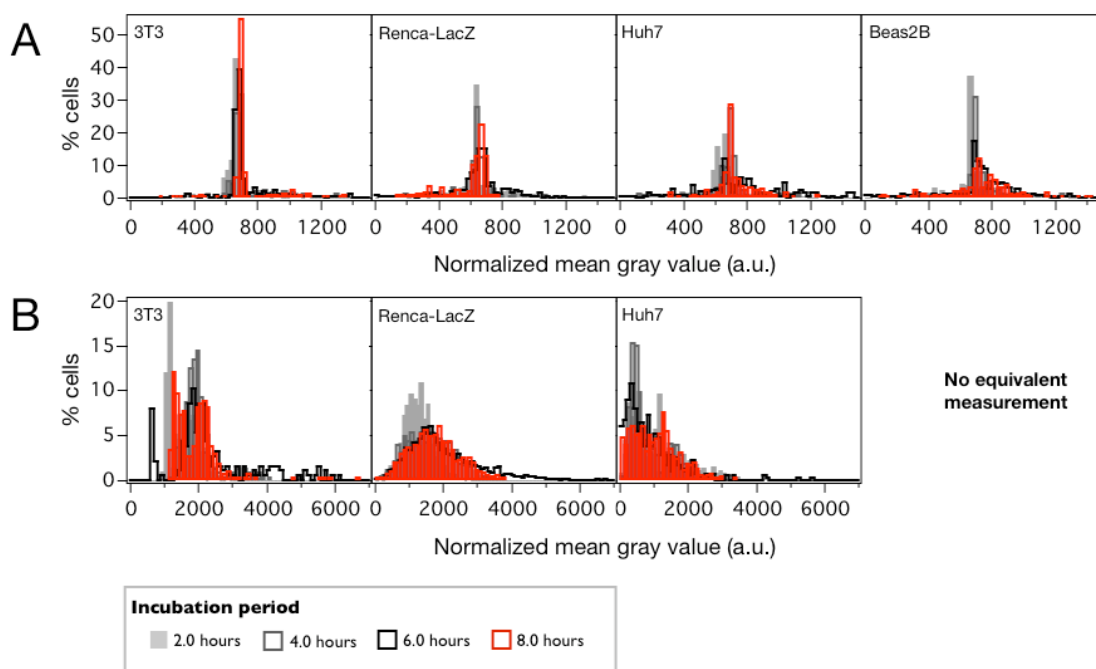 A
3T3
Renca-LacZ
Huh7
Beas2B
50
40
30
20
10
0
% cells
0 400 800 1200 0 400 800 1200 0 400 800 1200 0 400 800 1200
Normalized mean gray value (a.u.)
B
3T3
Renca-LacZ
Huh7
20
15
10
5
0
% cells
No equivalent
measurement
0 2000 4000 6000 0 2000 4000 6000 0 2000 4000 6000
Normalized mean gray value (a.u.)
Incubation period
2.0 hours 4.0 hours 6.0 hours 8.0 hours